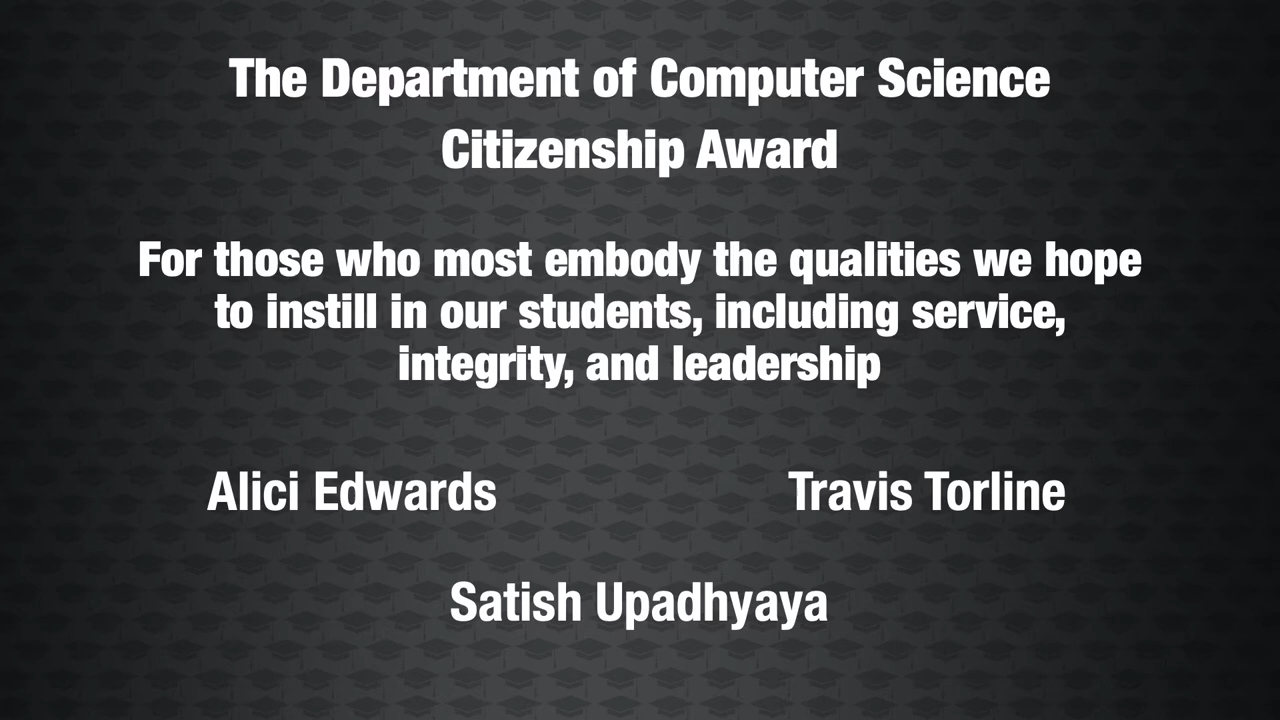 The Department of Computer Science
Citizenship Award
For those who most embody the qualities we hope
to instill in our students, including service,
integrity, and leadership
Alici Edwards Travis Torline
Satish Upadhyaya